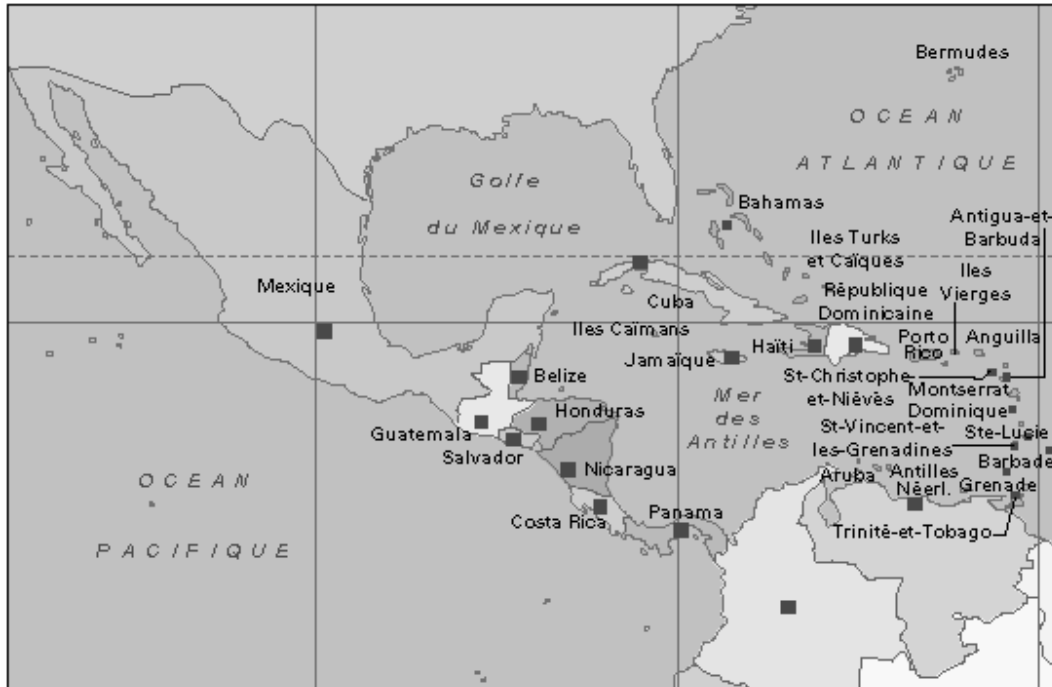 Bermudes
OCEAN
ATLANTIQUE
Golfe
du Mexique
Bahamas
Antigua-et-
Barbuda
Iles Turks
et Caïques
Iles
Vierges
Mexique
République
Dominicaine
Cuba
Iles Caïmans
Porto
Rico
Anguilla
Haïti
Jamaïque
Belize
St-Christophe
et-Niévès
Montserrat
Mer
des
Antilles
Honduras
Dominique
Guatemala
St-Vincent-et-
les-Grenadines
Ste-Lucie
Salvador
Nicaragua
Barbade
Aruba
Antilles
Néerl.
Grenade
OCEAN
PACIFIQUE
Costa Rica
Panama
Trinité-et-Tobago